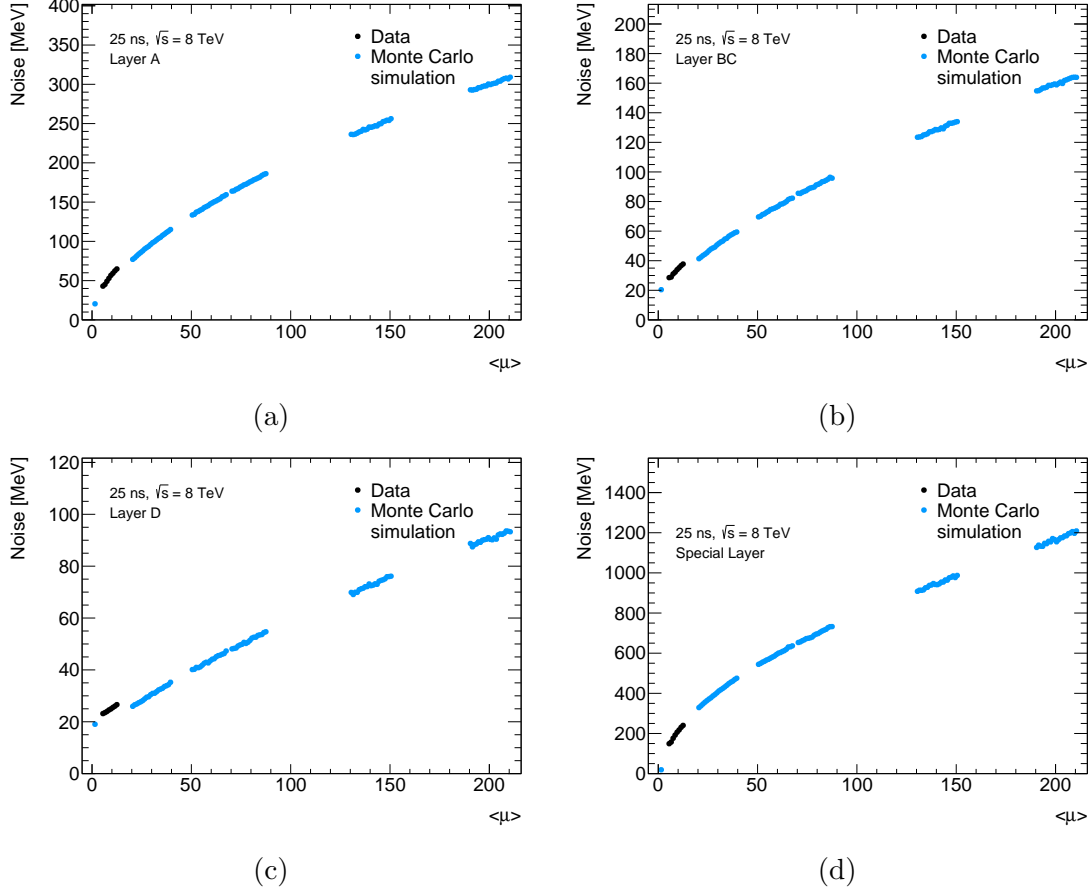 Noise [MeV]
400
350
300
250
200
150
100
50
0
25 ns, √s = 8 TeV
Layer A
Data
Monte Carlo
simulation
0 50 100 150 200
<μ>
(a)
Noise [MeV]
200
180
160
140
120
100
80
60
40
20
0
25 ns, √s = 8 TeV
Layer BC
Data
Monte Carlo
simulation
0 50 100 150 200
<μ>
(b)
Noise [MeV]
120
100
80
60
40
20
0
25 ns, √s = 8 TeV
Layer D
Data
Monte Carlo
simulation
0 50 100 150 200
<μ>
(c)
Noise [MeV]
1400
1200
1000
800
600
400
200
0
25 ns, √s = 8 TeV
Special Layer
Data
Monte Carlo
simulation
0 50 100 150 200
<μ>
(d)